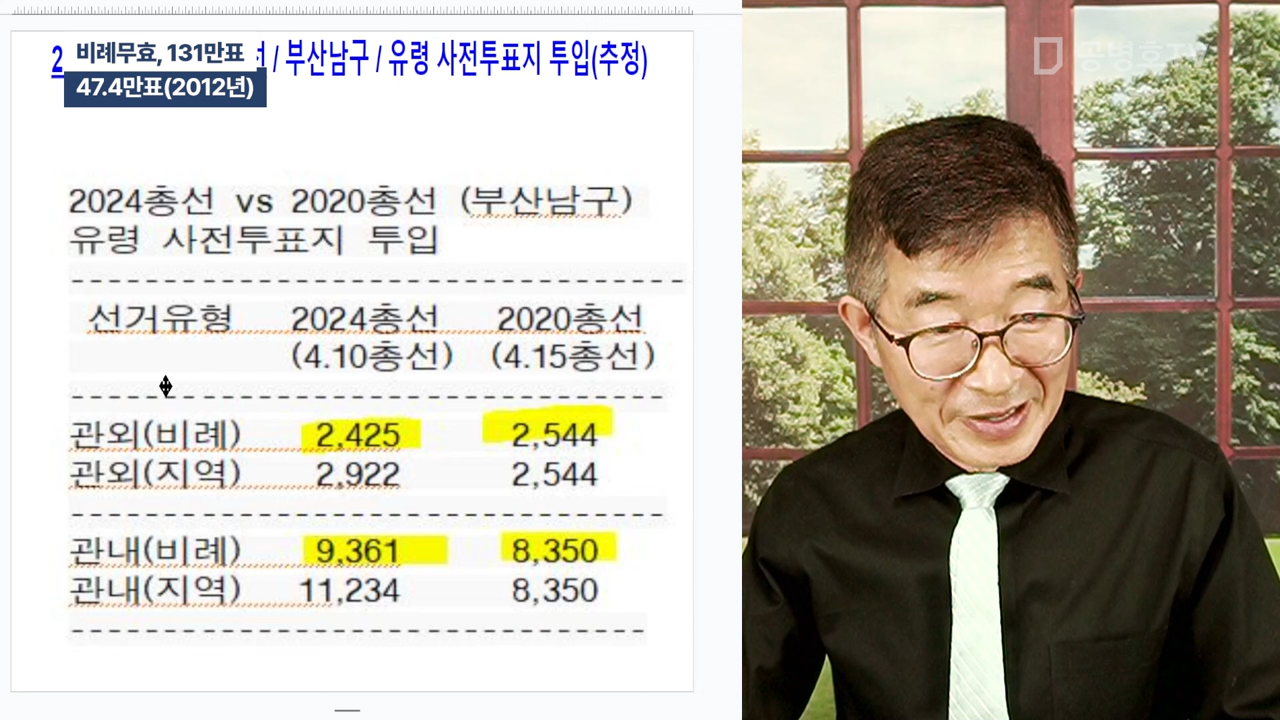 비례무효, 131만표
47.4만표(2012년)
2. / 부산남구 / 유령 사전투표지 투입(추정)
공병호TV
2024총선 vs 2020총선 (부산남구)
유령 사전투표지 투입
선거유형 2024총선 2020총선
(4.10총선) (4.15총선)
관외(비례) 2,425 2,544
관외(지역) 2,922 2,544
관내(비례) 9,361 8,350
관내(지역) 11,234 8,350